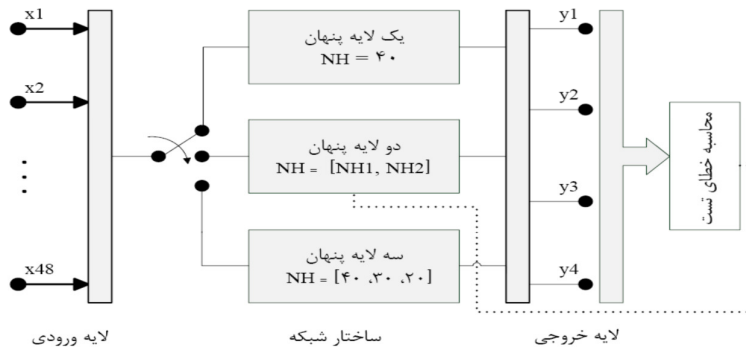 x1
x2
x48
یک لایه پنهان
NH = ۴۰
دو لایه پنهان
NH = [NH1, NH2]
سه لایه پنهان
NH = [۴۰ ،۳۰ ،۲۰]
y1
y2
y3
y4
محاسبه خطای تست
لایه ورودی
ساختار شبکه
لایه خروجی